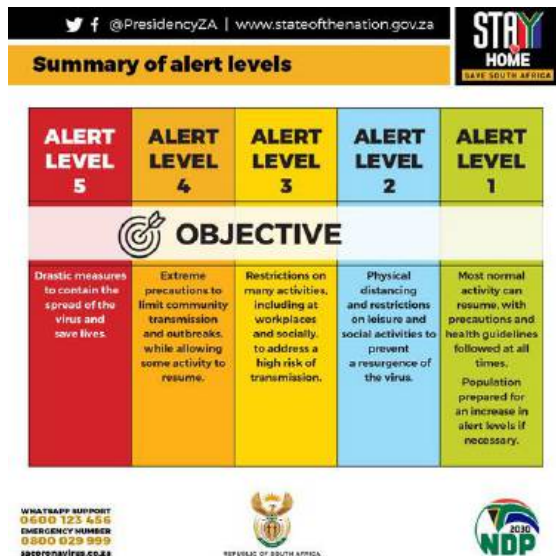 @PresidencyZA | www.stateofthenation.gov.za
STAY
HOME
SAVE SOUTH AFRICA
Summary of alert levels
ALERT
LEVEL
5
ALERT
LEVEL
4
ALERT
LEVEL
3
ALERT
LEVEL
2
ALERT
LEVEL
1
OBJECTIVE
Drastic measures
to contain the
spread of the
virus and
save lives.
Extreme
precautions to
limit community
transmission
and outbreaks,
while allowing
some activity to
resume.
Restrictions on
many activities,
including at
workplaces
and socially,
to address a
high risk of
transmission.
Physical
distancing
and restrictions
on leisure and
social activities to
prevent
a resurgence of
the virus.
Most normal
activity can
resume, with
precautions and
health guidelines
followed at all
times.
Population
prepared for
an increase in
alert levels if
necessary.
WHATSAPP SUPPORT
0600 123 456
EMERGENCY NUMBER
0800 029 999
sacoronavirus.co.za
REPUBLIC OF SOUTH AFRICA
2030
NDP